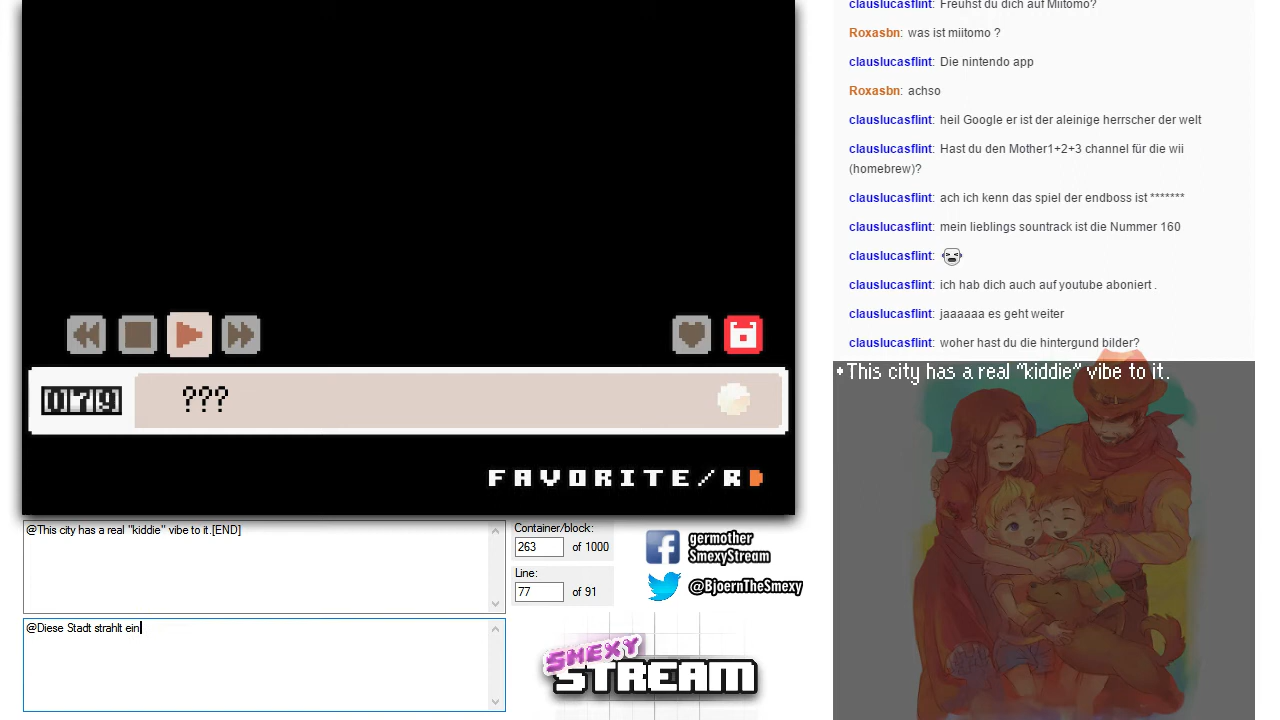 clauslucasflint: Freuhst du dich auf Miitomo?
Roxasbn: was ist miitomo ?
clauslucasflint: Die nintendo app
Roxasbn: achso
clauslucasflint: heil Google er ist der aleinige herrscher der welt
clauslucasflint: Hast du den Mother1+2+3 channel für die wii
(homebrew)?
clauslucasflint: ach ich kenn das spiel der endboss ist *******
clauslucasflint: mein lieblings sountrack ist die Nummer 160
clauslucasflint:
clauslucasflint: ich hab dich auch auf youtube aboniert .
clauslucasflint: jaaaaaa es geht weiter
clauslucasflint: woher hast du die hintergund bilder?
•This city has a real "kiddie" vibe to it.
079 ???
FAVORITE/R
@This city has a real "kiddie" vibe to it.[END]
@Diese Stadt strahlt ein
Container/block:
263 of 1000
Line:
77 of 91
germother
SmexyStream
@BjoernTheSmexy
SMEXY
STREAM